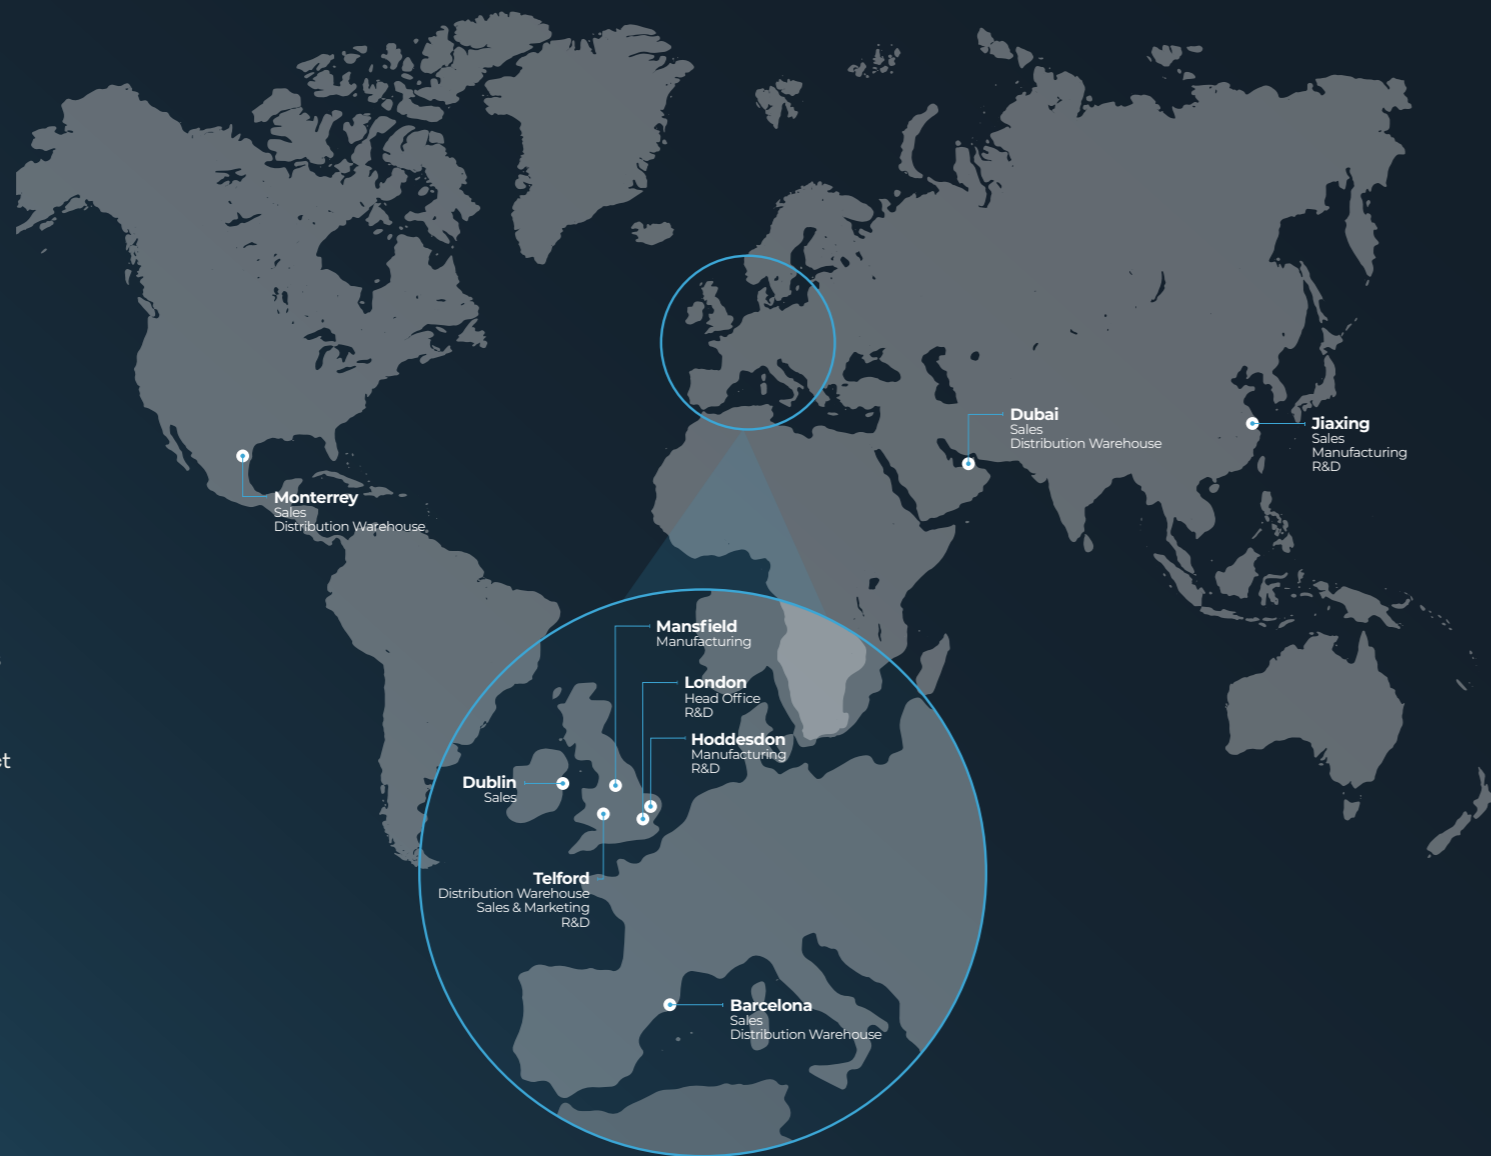 Dubai
Sales
Distribution Warehouse
Jiaxing
Sales
Manufacturing
R&D
Monterrey
Sales
Distribution Warehouse
Mansfield
Manufacturing
London
Head Office
R&D
Hoddesdon
Manufacturing
R&D
Dublin
Sales
Telford
Distribution Warehouse
Sales & Marketing
R&D
Barcelona
Sales
Distribution Warehouse